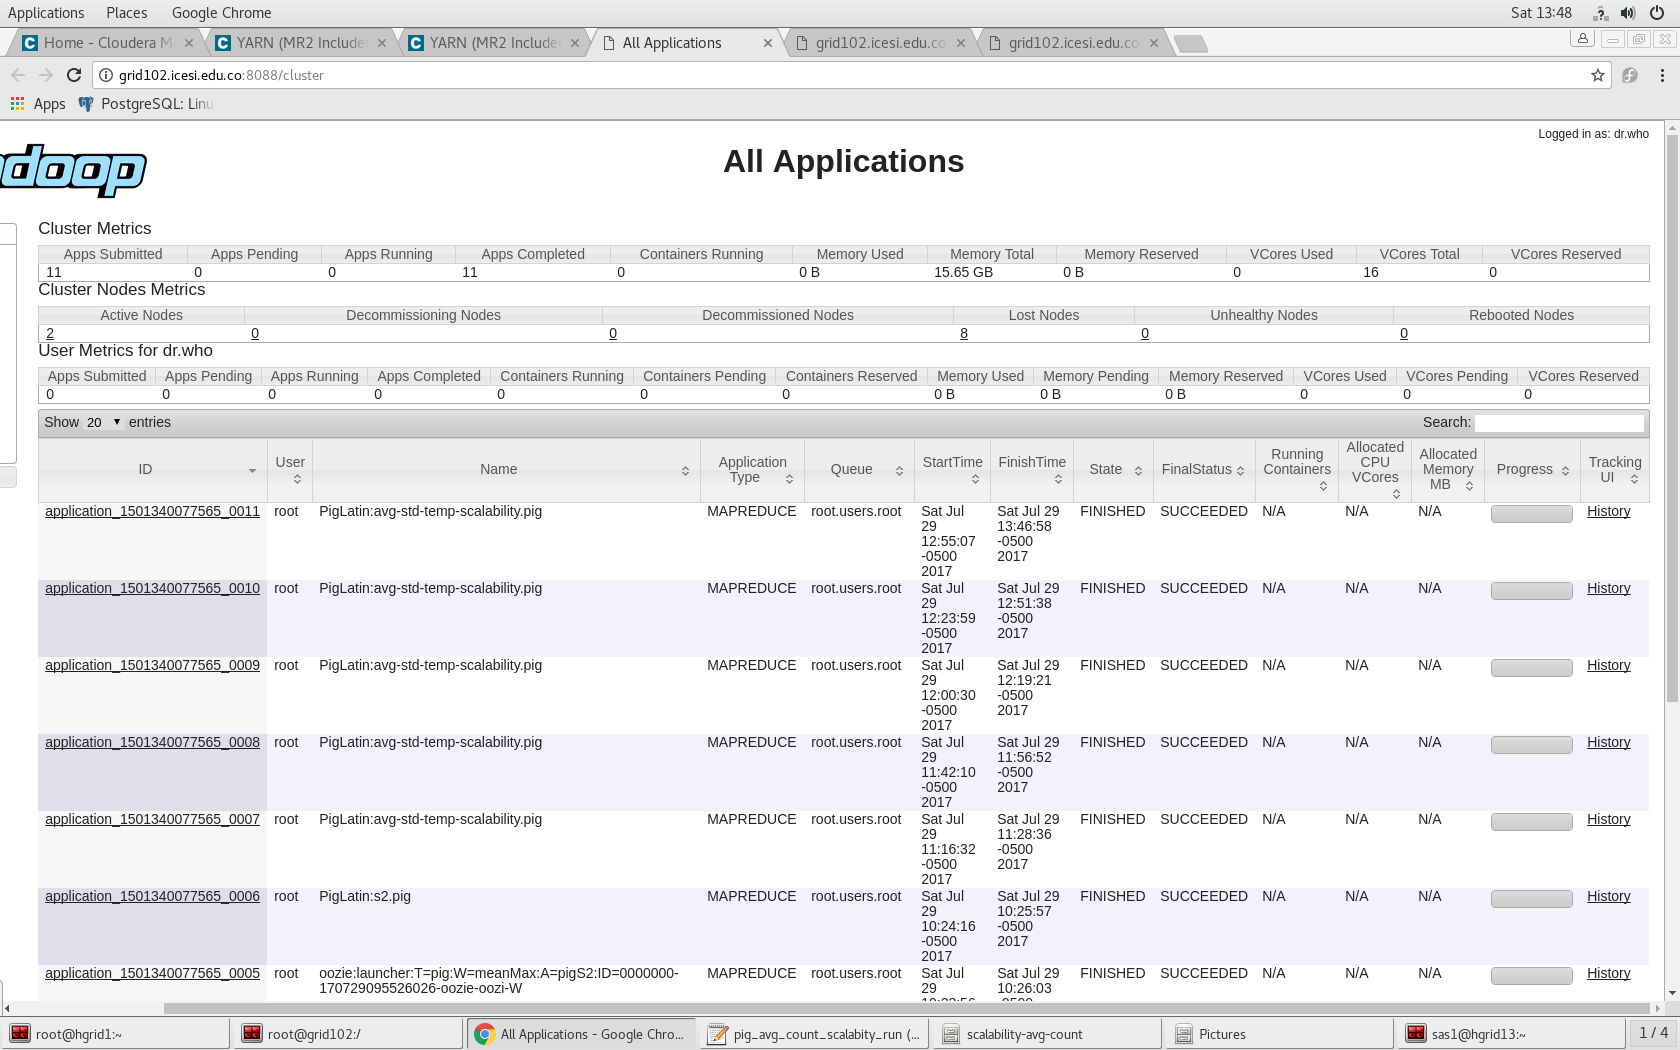 Applications Places Google Chrome Sat 13:48
Home - Cloudera M YARN (MR2 Include YARN (MR2 Include All Applications grid102.icesi.edu.co grid102.icesi.edu.co
grid102.icesi.edu.co:8088/cluster
Apps PostgreSQL: Linu
Logged in as: dr.who
doop
All Applications
Cluster Metrics
Apps Submitted Apps Pending Apps Running Apps Completed Containers Running Memory Used Memory Total Memory Reserved VCores Used VCores Total VCores Reserved
11 0 0 11 0 0 B 15.65 GB 0 B 0 16 0
Cluster Nodes Metrics
Active Nodes Decommissioning Nodes Decommissioned Nodes Lost Nodes Unhealthy Nodes Rebooted Nodes
2 0 0 8 0 0
User Metrics for dr.who
Apps Submitted Apps Pending Apps Running Apps Completed Containers Running Containers Pending Containers Reserved Memory Used Memory Pending Memory Reserved VCores Used VCores Pending VCores Reserved
0 0 0 0 0 0 0 0 B 0 B 0 B 0 0 0
Show 20 entries Search:
ID User Name Application Type Queue StartTime FinishTime State FinalStatus Running Containers Allocated CPU VCores Allocated Memory MB Progress Tracking UI
application_1501340077565_0011 root PigLatin:avg-std-temp-scalability.pig MAPREDUCE root.users.root Sat Jul 29 12:55:07 -0500 2017 Sat Jul 29 13:46:58 -0500 2017 FINISHED SUCCEEDED N/A N/A N/A History
application_1501340077565_0010 root PigLatin:avg-std-temp-scalability.pig MAPREDUCE root.users.root Sat Jul 29 12:23:59 -0500 2017 Sat Jul 29 12:51:38 -0500 2017 FINISHED SUCCEEDED N/A N/A N/A History
application_1501340077565_0009 root PigLatin:avg-std-temp-scalability.pig MAPREDUCE root.users.root Sat Jul 29 12:00:30 -0500 2017 Sat Jul 29 12:19:21 -0500 2017 FINISHED SUCCEEDED N/A N/A N/A History
application_1501340077565_0008 root PigLatin:avg-std-temp-scalability.pig MAPREDUCE root.users.root Sat Jul 29 11:42:10 -0500 2017 Sat Jul 29 11:56:52 -0500 2017 FINISHED SUCCEEDED N/A N/A N/A History
application_1501340077565_0007 root PigLatin:avg-std-temp-scalability.pig MAPREDUCE root.users.root Sat Jul 29 11:16:32 -0500 2017 Sat Jul 29 11:28:36 -0500 2017 FINISHED SUCCEEDED N/A N/A N/A History
application_1501340077565_0006 root PigLatin:s2.pig MAPREDUCE root.users.root Sat Jul 29 10:24:16 -0500 2017 Sat Jul 29 10:25:57 -0500 2017 FINISHED SUCCEEDED N/A N/A N/A History
application_1501340077565_0005 root oozie:launcher:T=pig:W=meanMax:A=pigS2:ID=0000000-170729095526026-oozie-oozi-W MAPREDUCE root.users.root Sat Jul 29 Sat Jul 29 10:26:03 FINISHED SUCCEEDED N/A N/A N/A History
root@hgrid1:~ root@grid102:/ All Applications - Google Chro... pig_avg_count_scalabity_run (... scalability-avg-count Pictures sas1@hgrid13:~ 1 / 4